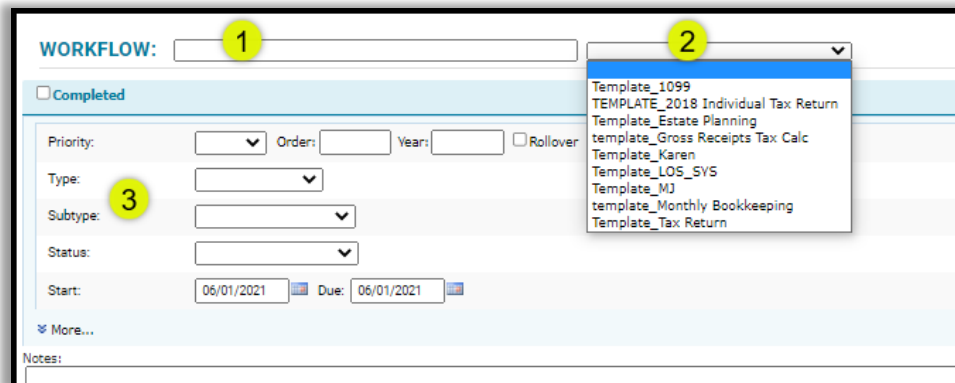 WORKFLOW: 1 2
Completed
Template_1099
TEMPLATE_2018 Individual Tax Return
Template_Estate Planning
template_Gross Receipts Tax Calc
Template_Karen
Template_LOS_SYS
Template_MJ
template_Monthly Bookkeeping
Template_Tax Return
Priority: Order: Year: Rollover
Type:
3
Subtype:
Status:
Start: 06/01/2021 Due: 06/01/2021
More...
Notes: